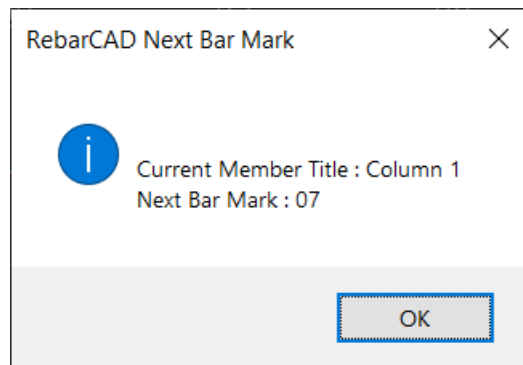 RebarCAD Next Bar Mark
Current Member Title : Column 1
Next Bar Mark : 07
OK